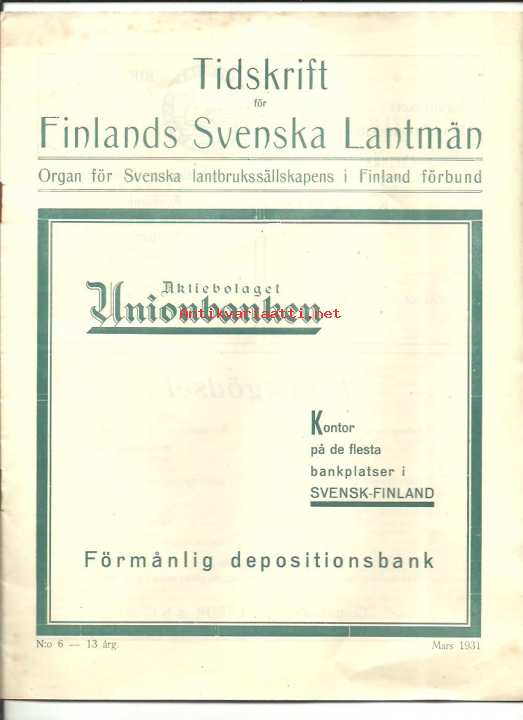 Tidskrift
för
Finlands Svenska Lantmän
Organ för Svenska lantbrukssällskapens i Finland förbund
Aktiebolaget
Unionbanken
Antikvariaatti.net
Kontor
på de flesta
bankplatser i
SVENSK-FINLAND
Förmånlig depositionsbank
N:o 6 — 13 årg.
Mars 1931